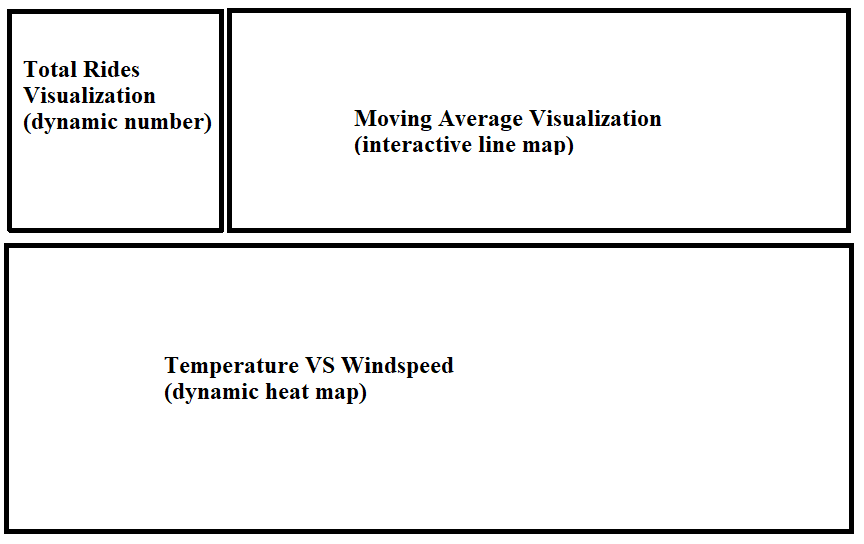 Total Rides
Visualization
(dynamic number)
Moving Average Visualization
(interactive line map)
Temperature VS Windspeed
(dynamic heat map)